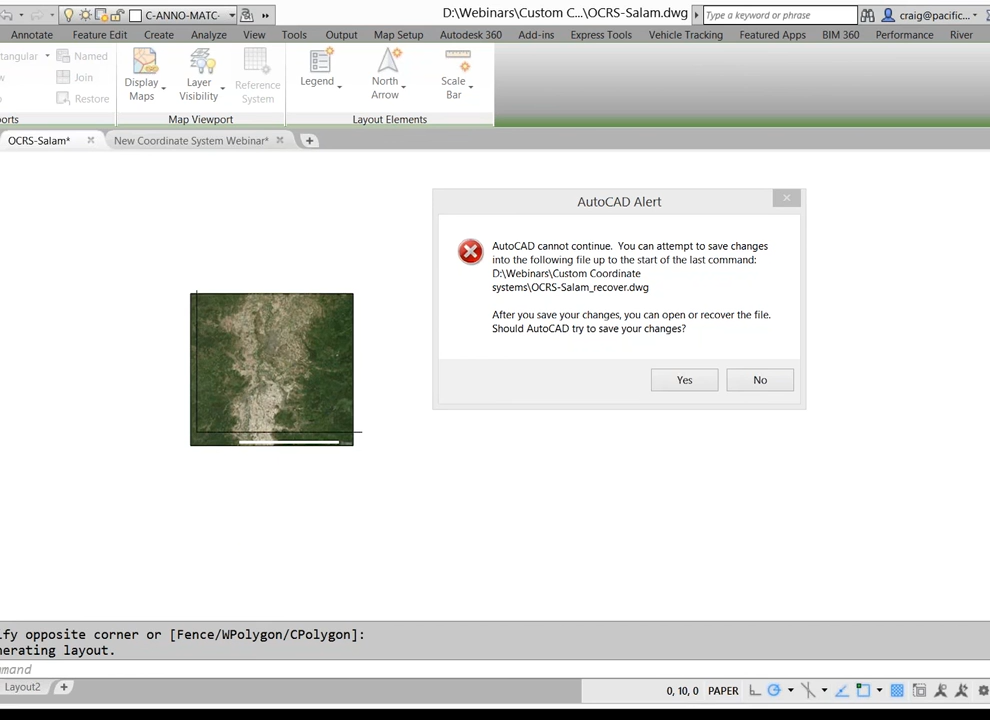 C-ANNO-MATC-
D:\Webinars\Custom C...\OCRS-Salam.dwg
Type a keyword or phrase
craig@pacific...
Annotate Feature Edit Create Analyze View Tools Output Map Setup Autodesk 360 Add-ins Express Tools Vehicle Tracking Featured Apps BIM 360 Performance River
tangular Named
w Join
Restore
Display Maps
Layer Visibility
Reference System
Legend
North Arrow
Scale Bar
ports Map Viewport Layout Elements
OCRS-Salam* New Coordinate System Webinar*
AutoCAD Alert
AutoCAD cannot continue. You can attempt to save changes
into the following file up to the start of the last command:
D:\Webinars\Custom Coordinate
systems\OCRS-Salam_recover.dwg
After you save your changes, you can open or recover the file.
Should AutoCAD try to save your changes?
Yes No
ify opposite corner or [Fence/WPolygon/CPolygon]:
nerating layout.
mmand
Layout2
0, 10, 0 PAPER